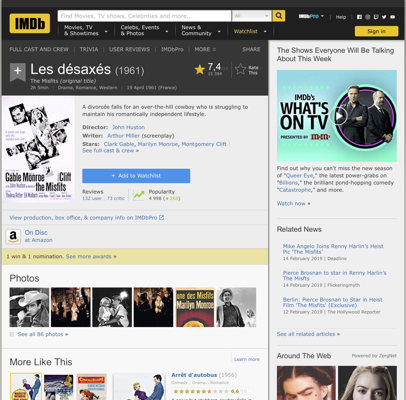 IMDb
Find Movies, TV shows, Celebrities and more...
All
IMDbPro
Help
Movies, TV & Showtimes
Celebs, Events & Photos
News & Community
Watchlist
Sign in
FULL CAST AND CREW
TRIVIA
USER REVIEWS
IMDbPro
MORE
SHARE
Les désaxés (1961)
The Misfits (original title)
2h 5min | Drama, Romance, Western | 19 April 1961 (France)
7,4
Rate This
A divorcée falls for an over-the-hill cowboy who is struggling to
maintain his romantically independent lifestyle.
Director: John Huston
Writer: Arthur Miller (screenplay)
Stars: Clark Gable, Marilyn Monroe, Montgomery Clift |
See full cast & crew »
Gable Monroe Clift
the Misfits
+ Add to Watchlist
Reviews
132 user | 73 critic
Popularity
View production, box office, & company info on IMDbPro
a
On Disc
at Amazon
1 win & 1 nomination. See more awards »
Photos
See all 86 photos »
More Like This
Learn more
Arrêt d'autobus (1956)
Comedy | Drama | Romance
The Shows Everyone Will Be Talking
About This Week
IMDb's
WHAT'S
ON TV
PRESENTED BY
Find out why you can't miss the new season
of "Queer Eye," the latest power-grabs on
"Billions," the brilliant pond-hopping comedy
"Catastrophe," and more.
Watch now »
Related News
Mike Angelo Joins Renny Harlin's Heist
Pic 'The Misfits'
14 February 2019 | Deadline
Pierce Brosnan to star in Renny Harlin's
The Misfits
14 February 2019 | Flickeringmyth
Berlin: Pierce Brosnan to Star in Heist
Film 'The Misfits' (Exclusive)
12 February 2019 | The Hollywood Reporter
See all related articles »
Around The Web
Powered by ZergNet